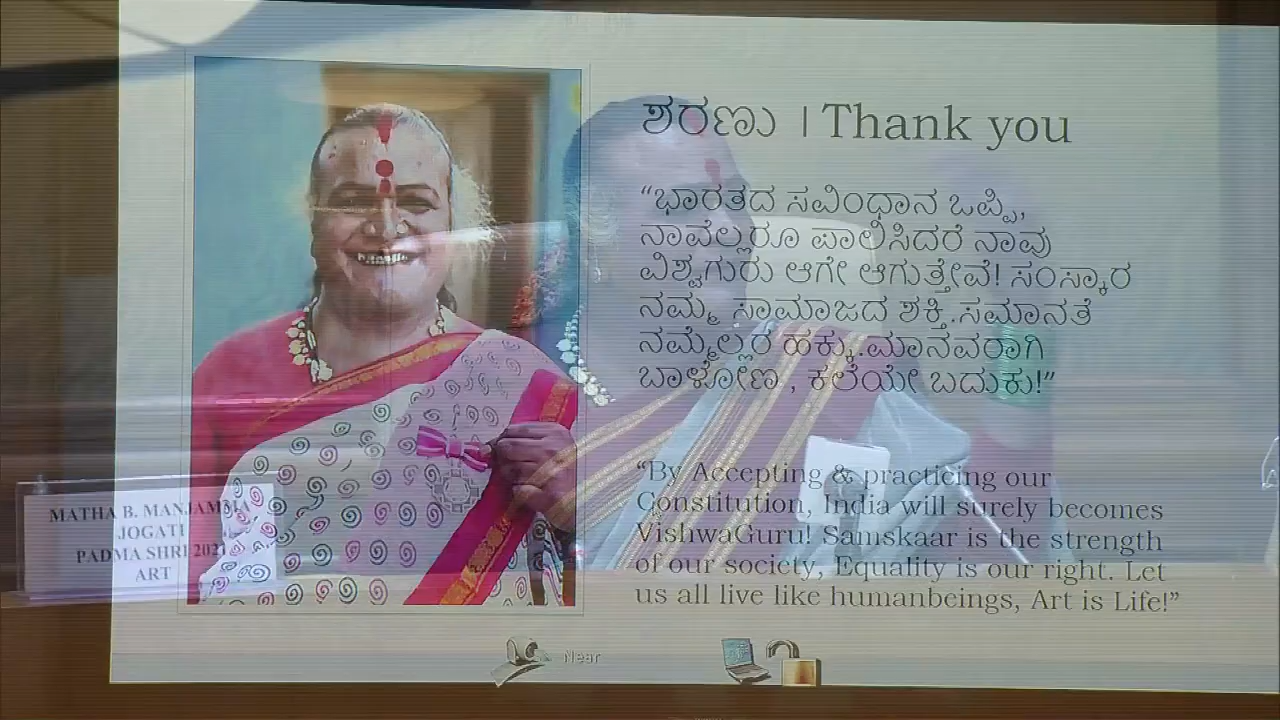 ಶರಣು | Thank you
“ಭಾರತದ ಸವಿಂಧಾನ ಒಪ್ಪಿ,
ನಾವೆಲ್ಲರೂ ಪಾಲಿಸಿದರೆ ನಾವು
ವಿಶ್ವಗುರು ಆಗೇ ಆಗುತ್ತೇವೆ! ಸಂಸ್ಕಾರ
ನಮ್ಮ ಸಾಮಾಜದ ಶಕ್ತಿ.ಸಮಾನತೆ
ನಮ್ಮೆಲ್ಲರ ಹಕ್ಕು.ಮಾನವರಾಗಿ
ಬಾಳೋಣ , ಕಲೆಯೇ ಬದುಕು!”
“By Accepting & practicing our
Constitution, India will surely becomes
VishwaGuru! Samskaar is the strength
of our society, Equality is our right. Let
us all live like humanbeings, Art is Life!”
MATHA B. MANJAMMA
JOGATI
PADMA SHRI 2021
ART
Near